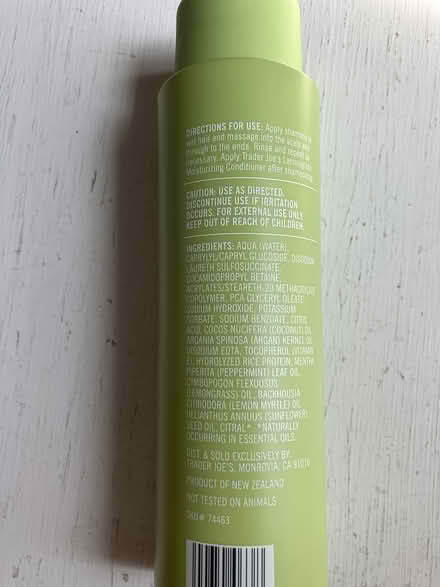 DIRECTIONS FOR USE: Apply shampoo to
wet hair and massage into the scalp and
through to the ends. Rinse and repeat as
necessary. Apply Trader Joe's Lemongrass
Moisturizing Conditioner after shampooing.
CAUTION: USE AS DIRECTED.
DISCONTINUE USE IF IRRITATION
OCCURS. FOR EXTERNAL USE ONLY.
KEEP OUT OF REACH OF CHILDREN.
INGREDIENTS: AQUA (WATER),
CAPRYLYL/CAPRYL GLUCOSIDE, DISODIUM
LAURETH SULFOSUCCINATE,
COCAMIDOPROPYL BETAINE,
ACRYLATES/STEARETH-20 METHACRYLATE
COPOLYMER, PCA GLYCERYL OLEATE,
SODIUM HYDROXIDE, POTASSIUM
SORBATE, SODIUM BENZOATE, CITRIC
ACID, COCOS NUCIFERA (COCONUT) OIL,
ARGANIA SPINOSA (ARGAN) KERNEL OIL,
DISODIUM EDTA, TOCOPHEROL (VITAMIN
E), HYDROLYZED RICE PROTEIN, MENTHA
PIPERITA (PEPPERMINT) LEAF OIL,
CYMBOPOGON FLEXUOSUS
(LEMONGRASS) OIL, BACKHOUSIA
CITRIODORA (LEMON MYRTLE) OIL,
HELIANTHUS ANNUUS (SUNFLOWER)
SEED OIL, CITRAL*. *NATURALLY
OCCURRING IN ESSENTIAL OILS.
DIST. & SOLD EXCLUSIVELY BY:
TRADER JOE'S, MONROVIA, CA 91016
PRODUCT OF NEW ZEALAND
NOT TESTED ON ANIMALS
SKU# 74463